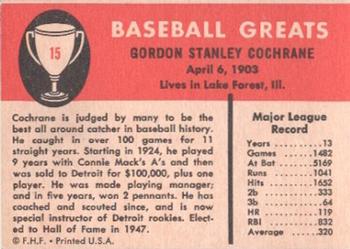 15
BASEBALL GREATS
GORDON STANLEY COCHRANE
April 6, 1903
Lives in Lake Forest, Ill.
Cochrane is judged by many to be the
best all around catcher in baseball history.
He caught in over 100 games for 11
straight years. Starting in 1924, he played
9 years with Connie Mack's A's and then was
sold to Detroit for $100,000, plus one
player. He was made playing manager;
and in five years, won 2 pennants. He has
coached and scouted since, and is now
special instructor of Detroit rookies. Elect-
ed to Hall of Fame in 1947.
© F.H.F. • Printed U.S.A.
Major League
Record
Years 13
Games 1482
At Bat 5169
Runs 1041
Hits 1652
2b 333
3b 64
HR 119
RBI 832
Average .320